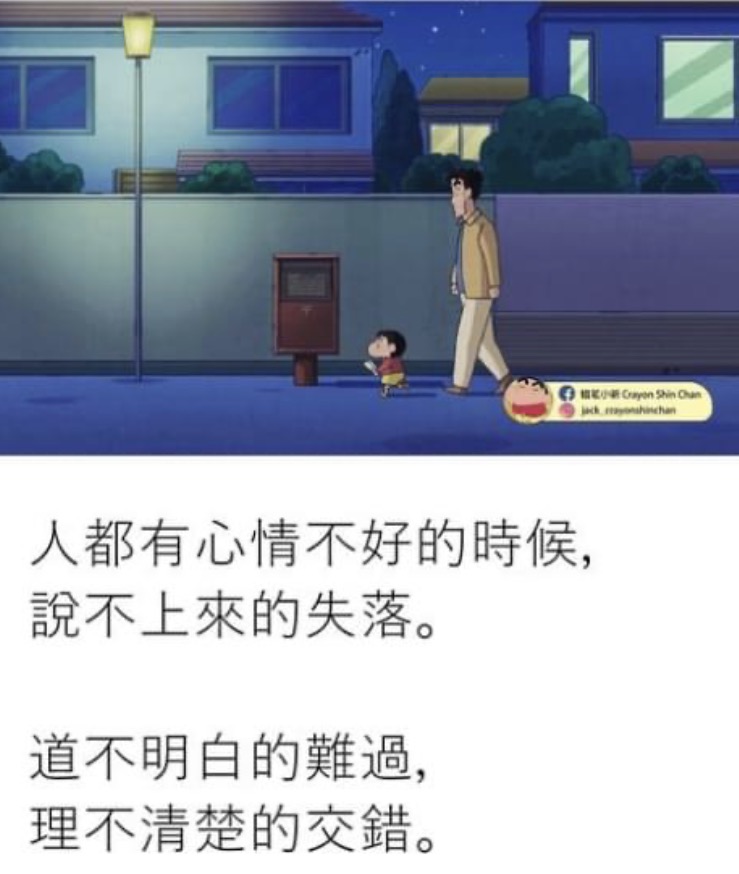 蠟筆小新 Crayon Shin Chan
jack_crayonshinchan
人都有心情不好的時候,
說不上來的失落。
道不明白的難過,
理不清楚的交錯。